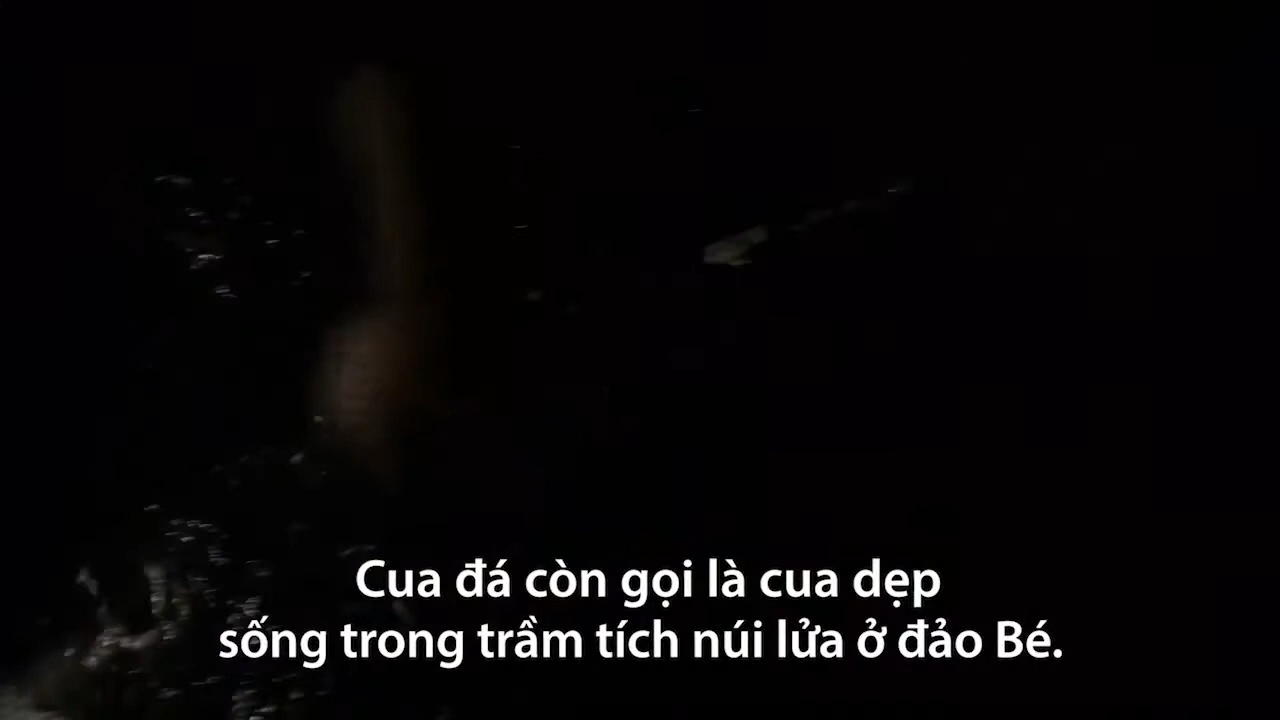 Cua đá còn gọi là cua dẹp
sống trong trầm tích núi lửa ở đảo Bé.